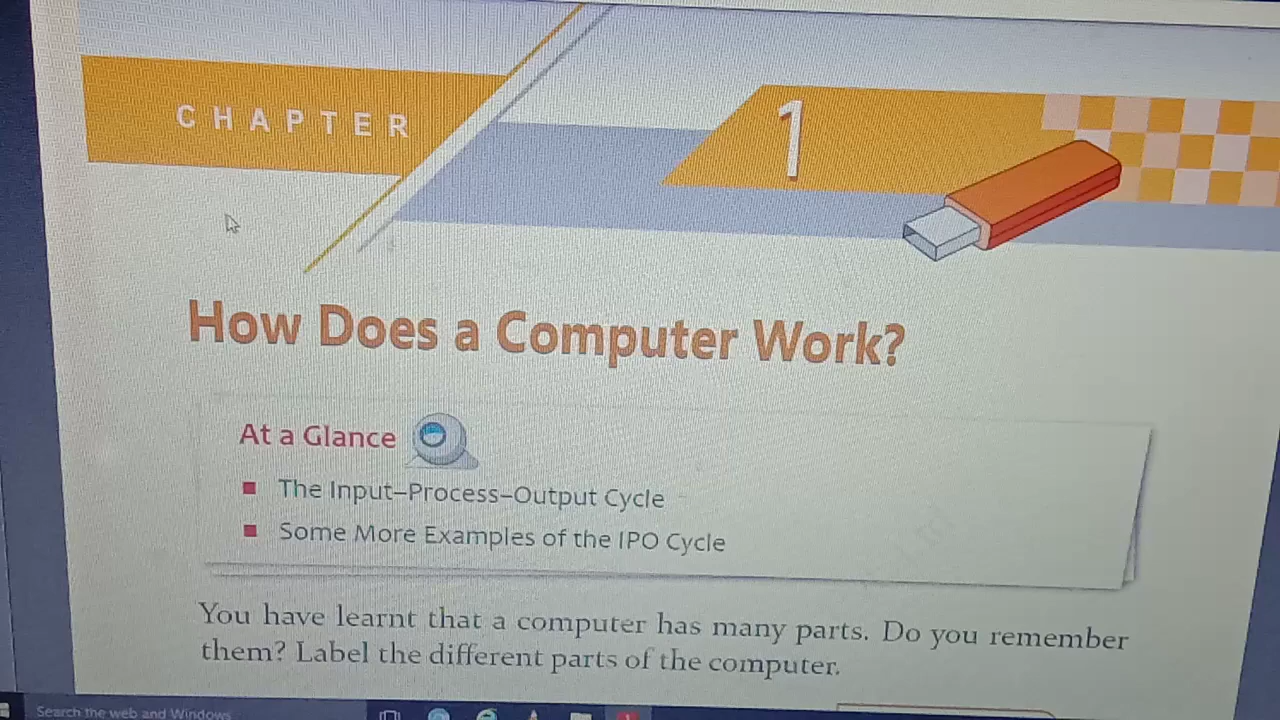 CHAPTER 1
How Does a Computer Work?
At a Glance
The Input–Process–Output Cycle
Some More Examples of the IPO Cycle
You have learnt that a computer has many parts. Do you remember
them? Label the different parts of the computer.
Search the web and Windows